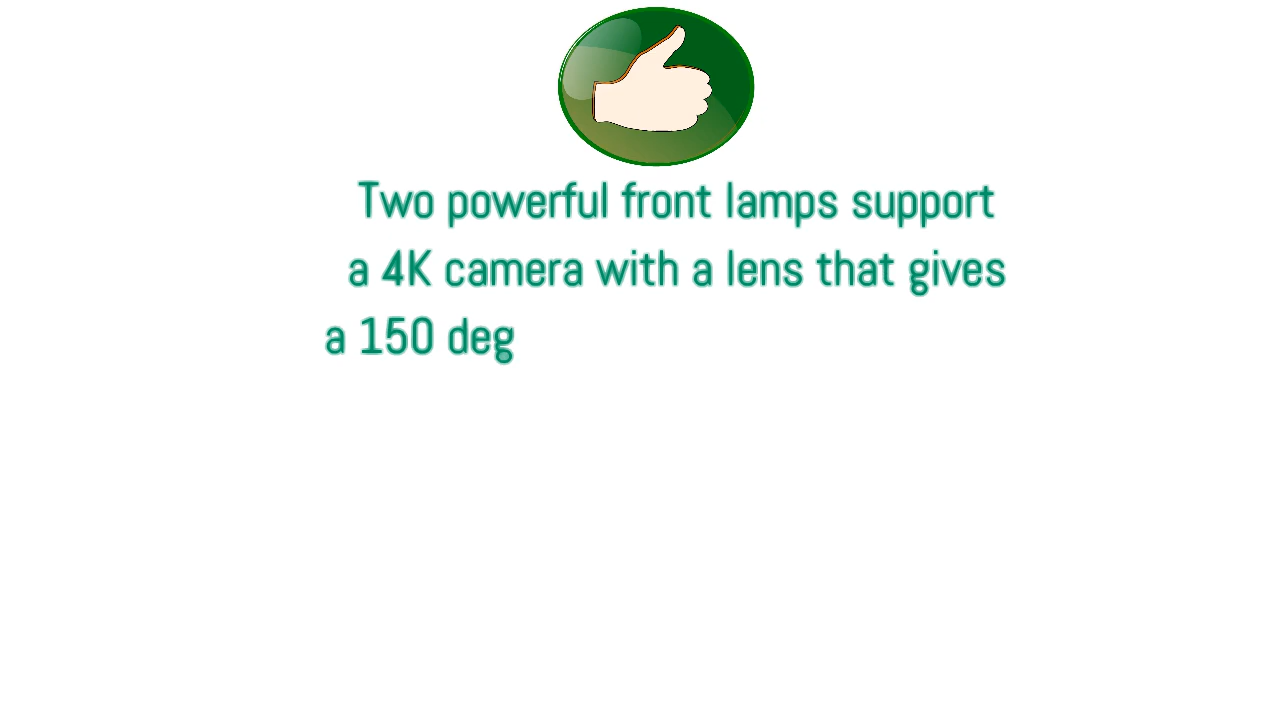 Two powerful front lamps support
a 4K camera with a lens that gives
a 150 deg